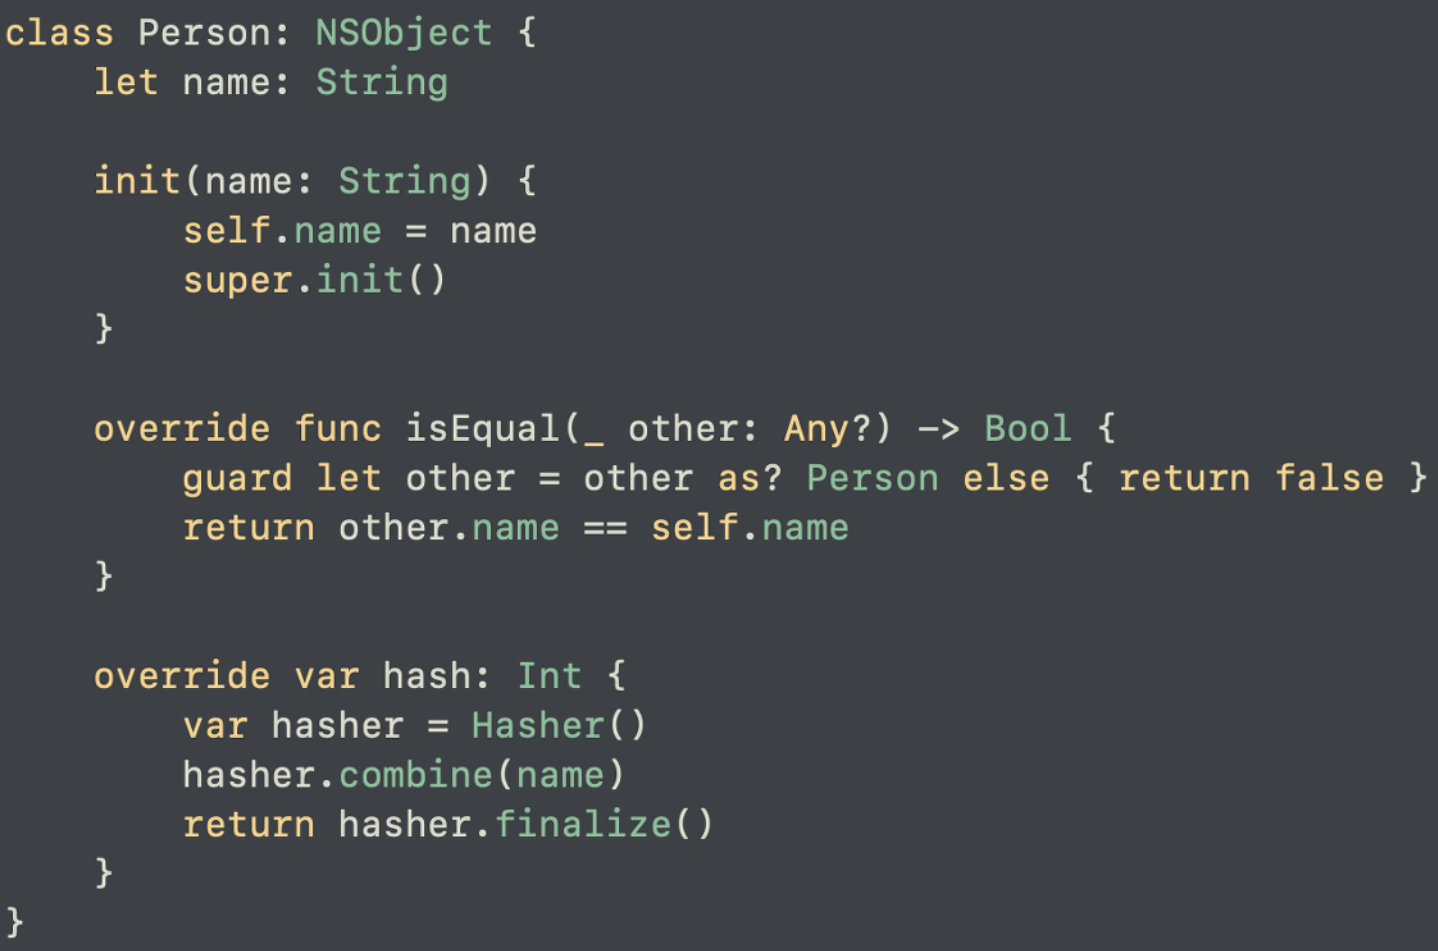 class Person: NSObject {
    let name: String

    init(name: String) {
        self.name = name
        super.init()
    }

    override func isEqual(_ other: Any?) -> Bool {
        guard let other = other as? Person else { return false }
        return other.name == self.name
    }

    override var hash: Int {
        var hasher = Hasher()
        hasher.combine(name)
        return hasher.finalize()
    }
}